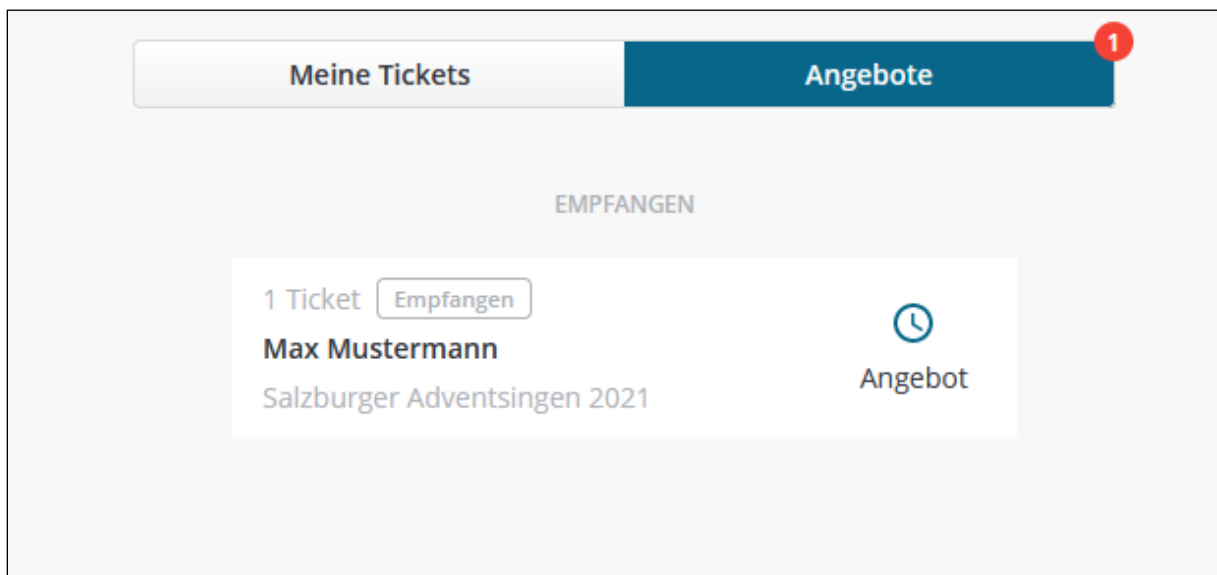 Meine Tickets
Angebote
1
EMPFANGEN
1 Ticket Empfangen
Max Mustermann
Salzburger Adventsingen 2021
Angebot